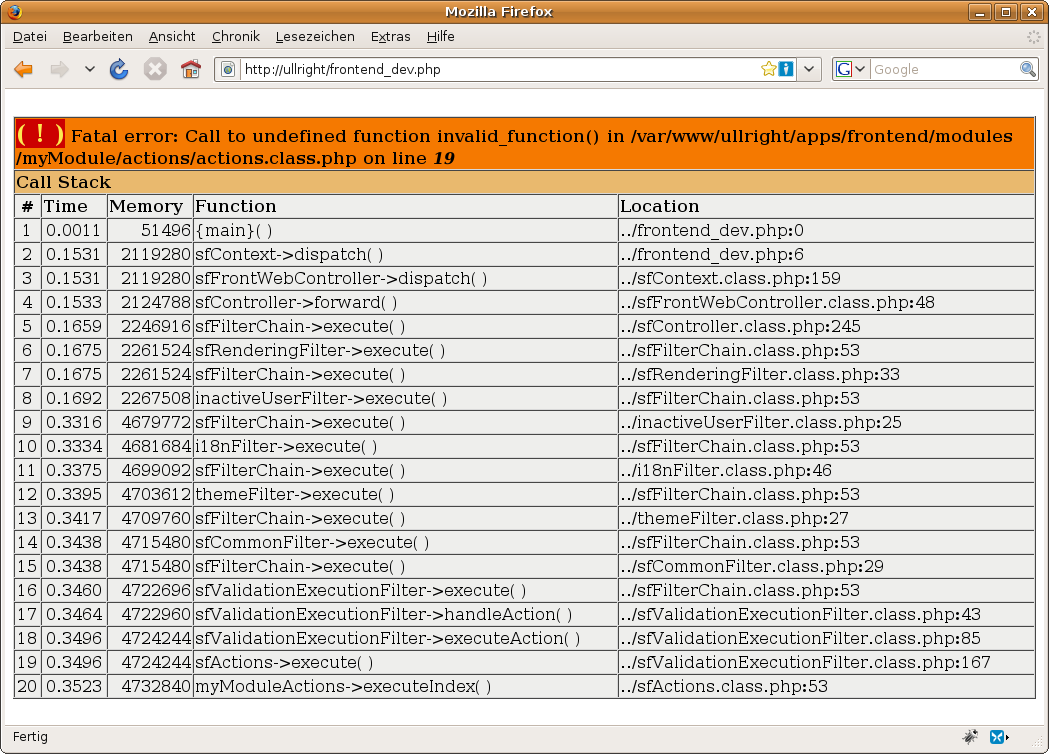 Mozilla Firefox
Datei Bearbeiten Ansicht Chronik Lesezeichen Extras Hilfe
http://ullright/frontend_dev.php G Google
( ! ) Fatal error: Call to undefined function invalid_function() in /var/www/ullright/apps/frontend/modules
/myModule/actions/actions.class.php on line 19
Call Stack
# Time Memory Function Location
1 0.0011 51496 {main}( ) ../frontend_dev.php:0
2 0.1531 2119280 sfContext->dispatch( ) ../frontend_dev.php:6
3 0.1531 2119280 sfFrontWebController->dispatch( ) ../sfContext.class.php:159
4 0.1533 2124788 sfController->forward( ) ../sfFrontWebController.class.php:48
5 0.1659 2246916 sfFilterChain->execute( ) ../sfController.class.php:245
6 0.1675 2261524 sfRenderingFilter->execute( ) ../sfFilterChain.class.php:53
7 0.1675 2261524 sfFilterChain->execute( ) ../sfRenderingFilter.class.php:33
8 0.1692 2267508 inactiveUserFilter->execute( ) ../sfFilterChain.class.php:53
9 0.3316 4679772 sfFilterChain->execute( ) ../inactiveUserFilter.class.php:25
10 0.3334 4681684 i18nFilter->execute( ) ../sfFilterChain.class.php:53
11 0.3375 4699092 sfFilterChain->execute( ) ../i18nFilter.class.php:46
12 0.3395 4703612 themeFilter->execute( ) ../sfFilterChain.class.php:53
13 0.3417 4709760 sfFilterChain->execute( ) ../themeFilter.class.php:27
14 0.3438 4715480 sfCommonFilter->execute( ) ../sfFilterChain.class.php:53
15 0.3438 4715480 sfFilterChain->execute( ) ../sfCommonFilter.class.php:29
16 0.3460 4722696 sfValidationExecutionFilter->execute( ) ../sfFilterChain.class.php:53
17 0.3464 4722960 sfValidationExecutionFilter->handleAction( ) ../sfValidationExecutionFilter.class.php:43
18 0.3496 4724244 sfValidationExecutionFilter->executeAction( ) ../sfValidationExecutionFilter.class.php:85
19 0.3496 4724244 sfActions->execute( ) ../sfValidationExecutionFilter.class.php:167
20 0.3523 4732840 myModuleActions->executeIndex( ) ../sfActions.class.php:53
Fertig